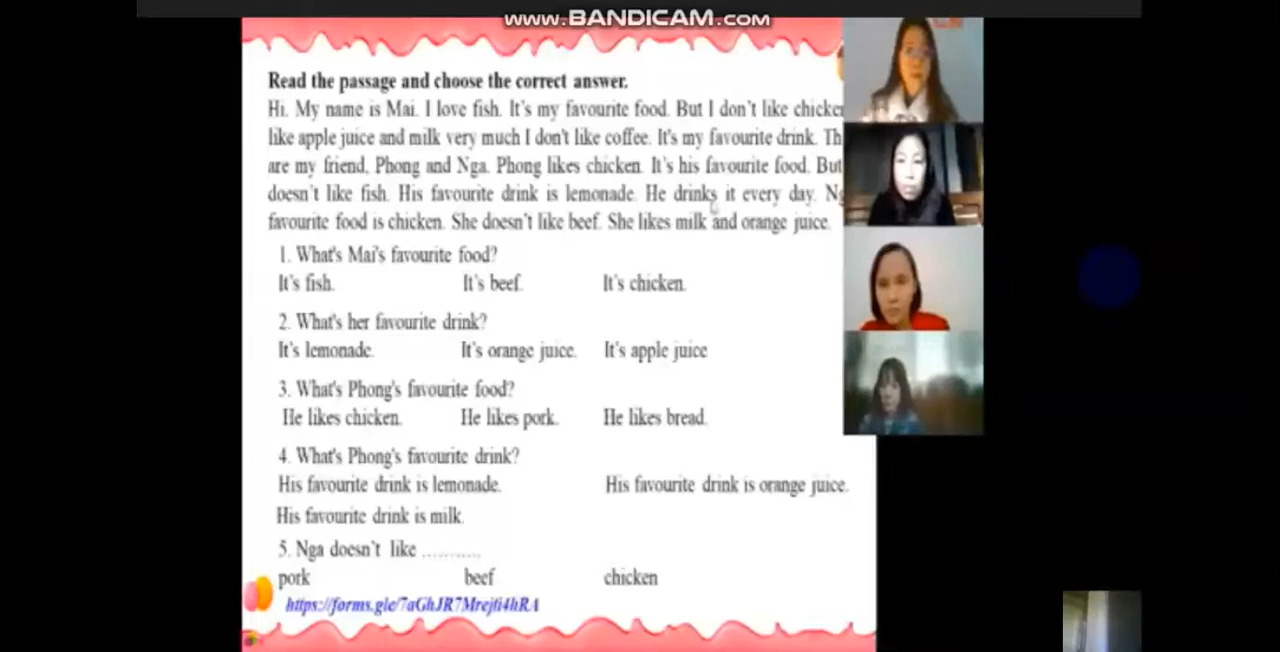 www.BANDICAM.com
Read the passage and choose the correct answer.
Hi. My name is Mai. I love fish. It's my favourite food. But I don't like
like apple juice and milk very much I don't like coffee. It's my favourite drink.
are my friend, Phong and Nga. Phong likes chicken. It's his favourite food. But
doesn't like fish. His favourite drink is lemonade. He drinks it every day.
favourite food is chicken. She doesn't like beef. She likes milk and orange juice.
1. What's Mai's favourite food?
It's fish. It's beef. It's chicken.
2. What's her favourite drink?
It's lemonade. It's orange juice. It's apple juice
3. What's Phong's favourite food?
He likes chicken. He likes pork. He likes bread.
4. What's Phong's favourite drink?
His favourite drink is lemonade. His favourite drink is orange juice.
His favourite drink is milk.
5. Nga doesn't like ...........
pork beef chicken